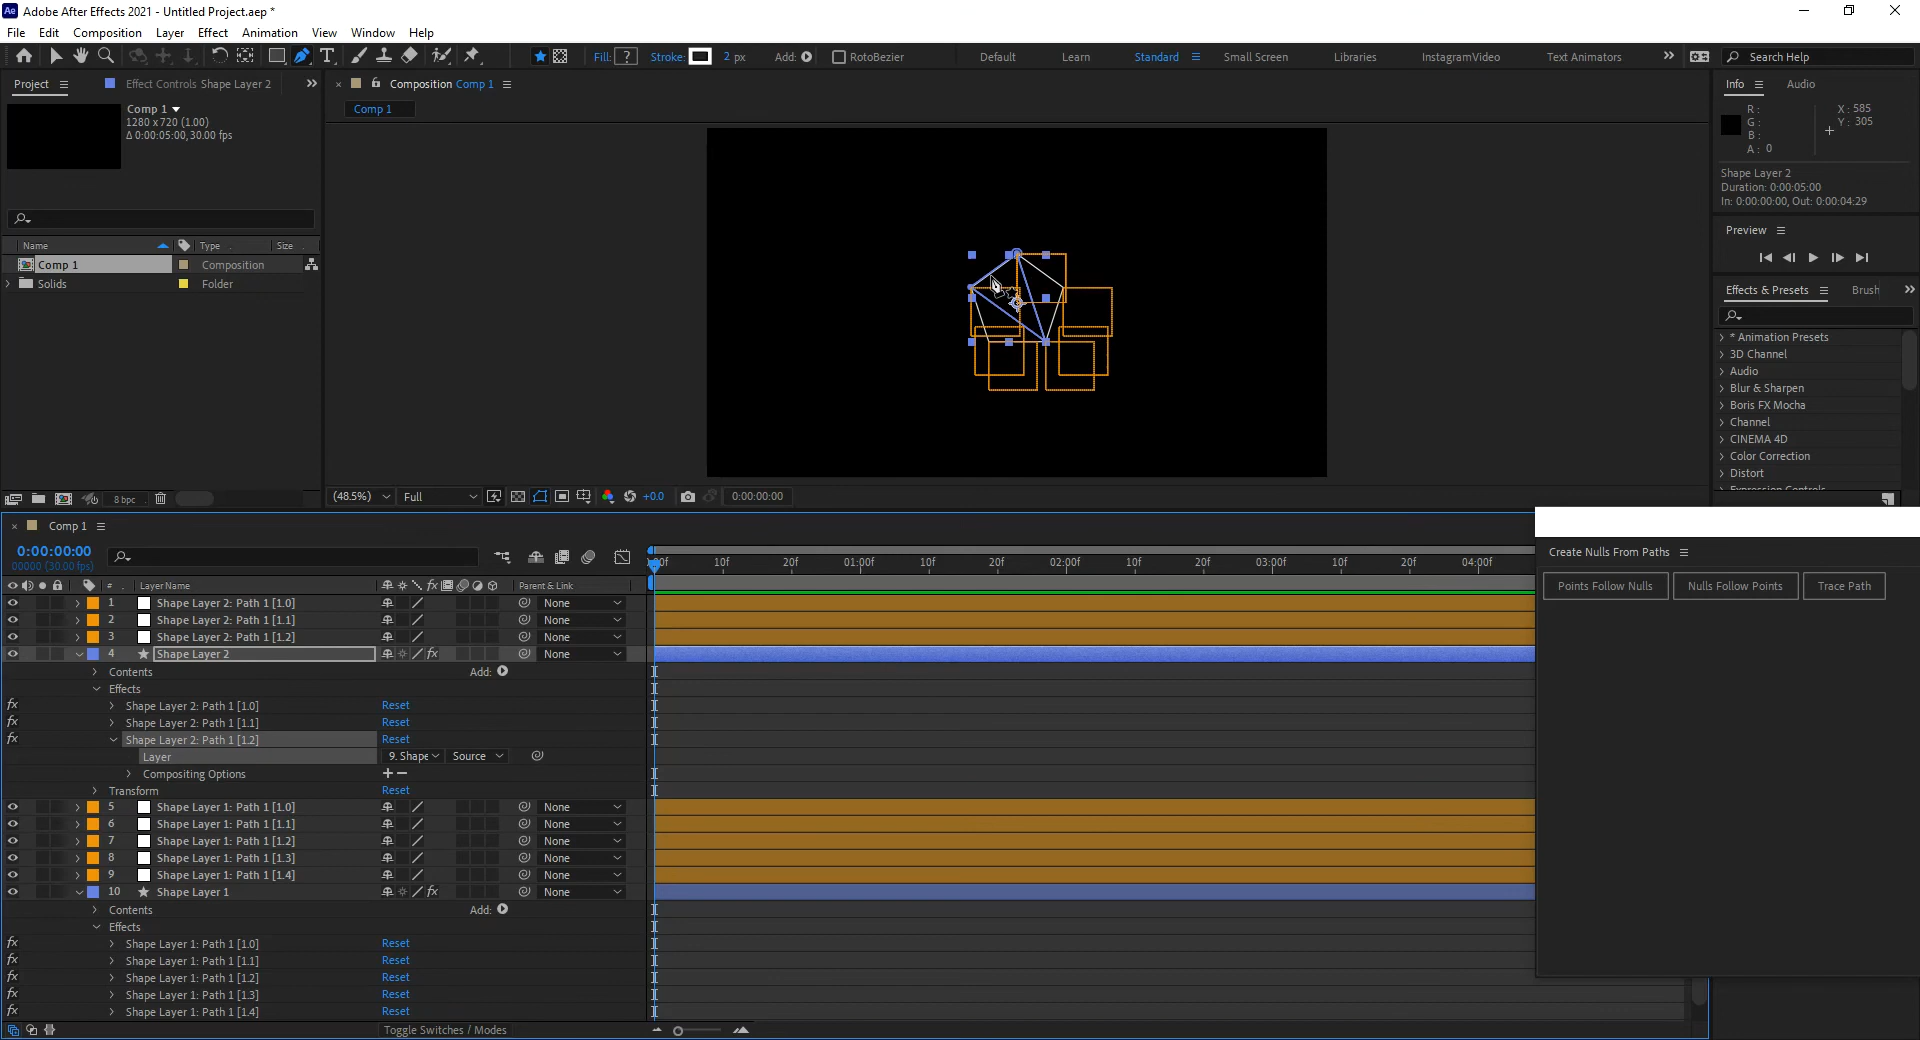 Ae Adobe After Effects 2021 - Untitled Project.aep *
File Edit Composition Layer Effect Animation View Window Help
Fill: ? Stroke: 2 px Add: RotoBezier Default Learn Standard Small Screen Libraries InstagramVideo Text Animators Search Help
Project Effect Controls Shape Layer 2
Comp 1
1280 x 720 (1.00)
Δ 0:00:05:00, 30.00 fps
Name Type Size
Comp 1 Composition
Solids Folder
8 bpc
Composition Comp 1
Comp 1
(48.5%) Full +0.0 0:00:00:00
Info Audio
R: X: 585
G: Y: 305
B:
A: 0
Shape Layer 2
Duration: 0:00:05:00
In: 0:00:00:00, Out: 0:00:04:29
Preview
Effects & Presets Brush
* Animation Presets
3D Channel
Audio
Blur & Sharpen
Boris FX Mocha
Channel
CINEMA 4D
Color Correction
Distort
Expression Controls
Comp 1
0:00:00:00
00000 (30.00 fps)
:00f 10f 20f 01:00f 10f 20f 02:00f 10f 20f 03:00f 10f 20f 04:00f
# Layer Name fx Parent & Link
1 Shape Layer 2: Path 1 [1.0] None
2 Shape Layer 2: Path 1 [1.1] None
3 Shape Layer 2: Path 1 [1.2] None
4 Shape Layer 2 fx None
Contents Add:
Effects
fx Shape Layer 2: Path 1 [1.0] Reset
fx Shape Layer 2: Path 1 [1.1] Reset
fx Shape Layer 2: Path 1 [1.2] Reset
Layer 9. Shape Source
Compositing Options + −
Transform Reset
5 Shape Layer 1: Path 1 [1.0] None
6 Shape Layer 1: Path 1 [1.1] None
7 Shape Layer 1: Path 1 [1.2] None
8 Shape Layer 1: Path 1 [1.3] None
9 Shape Layer 1: Path 1 [1.4] None
10 Shape Layer 1 fx None
Contents Add:
Effects
fx Shape Layer 1: Path 1 [1.0] Reset
fx Shape Layer 1: Path 1 [1.1] Reset
fx Shape Layer 1: Path 1 [1.2] Reset
fx Shape Layer 1: Path 1 [1.3] Reset
fx Shape Layer 1: Path 1 [1.4] Reset
Toggle Switches / Modes
Create Nulls From Paths
Points Follow Nulls Nulls Follow Points Trace Path